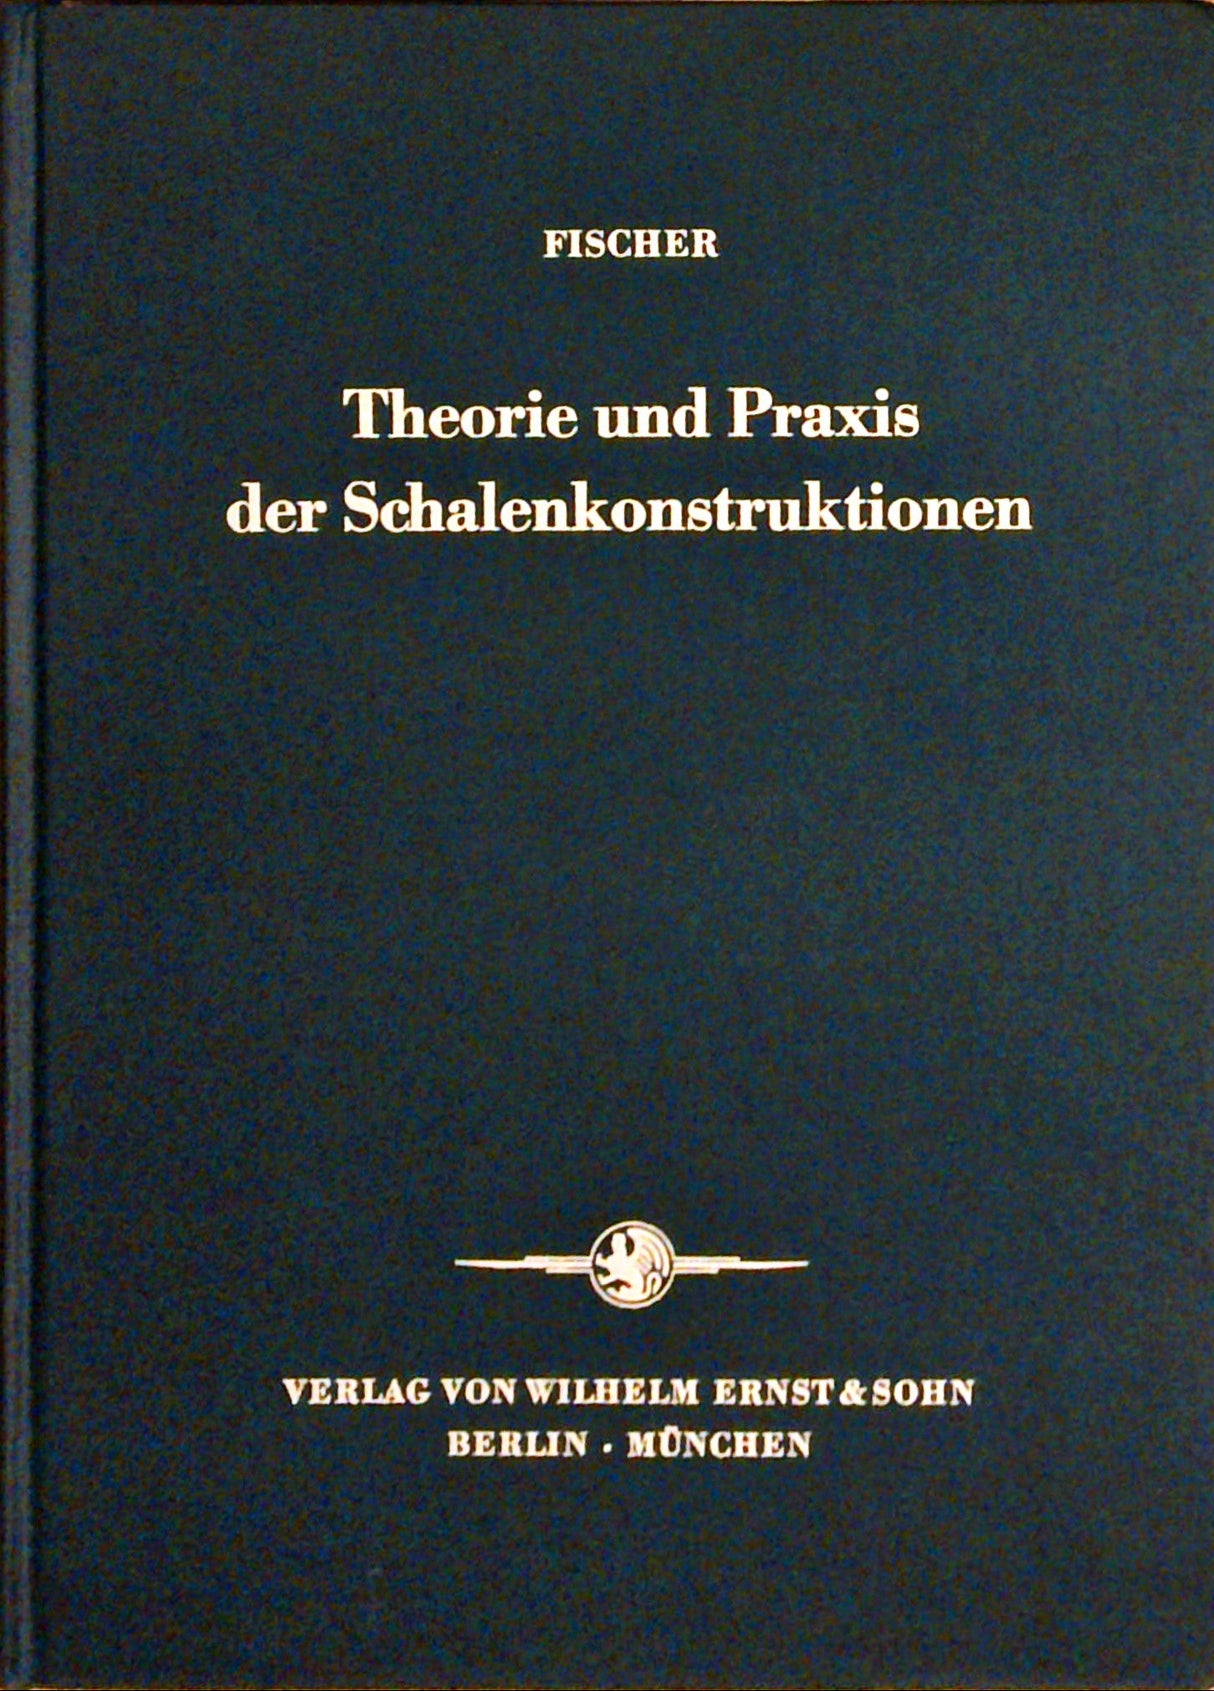 FISCHER
Theorie und Praxis
der Schalenkonstruktionen
VERLAG VON WILHELM ERNST & SOHN
BERLIN · MÜNCHEN